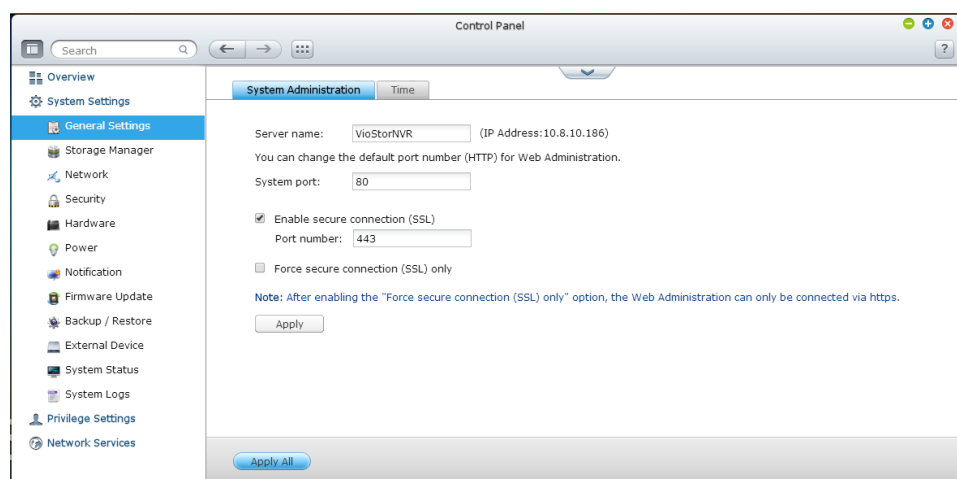 Control Panel
Search
?
Overview
System Settings
General Settings
Storage Manager
Network
Security
Hardware
Power
Notification
Firmware Update
Backup / Restore
External Device
System Status
System Logs
Privilege Settings
Network Services
System Administration Time
Server name: VioStorNVR (IP Address:10.8.10.186)
You can change the default port number (HTTP) for Web Administration.
System port: 80
Enable secure connection (SSL)
Port number: 443
Force secure connection (SSL) only
Note: After enabling the "Force secure connection (SSL) only" option, the Web Administration can only be connected via https.
Apply
Apply All